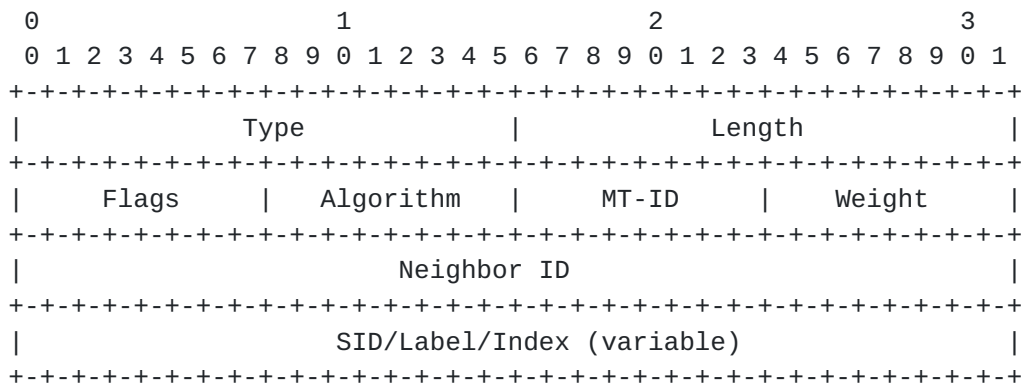 0                   1                   2                   3
 0 1 2 3 4 5 6 7 8 9 0 1 2 3 4 5 6 7 8 9 0 1 2 3 4 5 6 7 8 9 0 1
+-+-+-+-+-+-+-+-+-+-+-+-+-+-+-+-+-+-+-+-+-+-+-+-+-+-+-+-+-+-+-+-+
|              Type             |            Length             |
+-+-+-+-+-+-+-+-+-+-+-+-+-+-+-+-+-+-+-+-+-+-+-+-+-+-+-+-+-+-+-+-+
|     Flags     |   Algorithm   |     MT-ID     |    Weight     |
+-+-+-+-+-+-+-+-+-+-+-+-+-+-+-+-+-+-+-+-+-+-+-+-+-+-+-+-+-+-+-+-+
|                        Neighbor ID                            |
+-+-+-+-+-+-+-+-+-+-+-+-+-+-+-+-+-+-+-+-+-+-+-+-+-+-+-+-+-+-+-+-+
|                    SID/Label/Index (variable)                 |
+-+-+-+-+-+-+-+-+-+-+-+-+-+-+-+-+-+-+-+-+-+-+-+-+-+-+-+-+-+-+-+-+